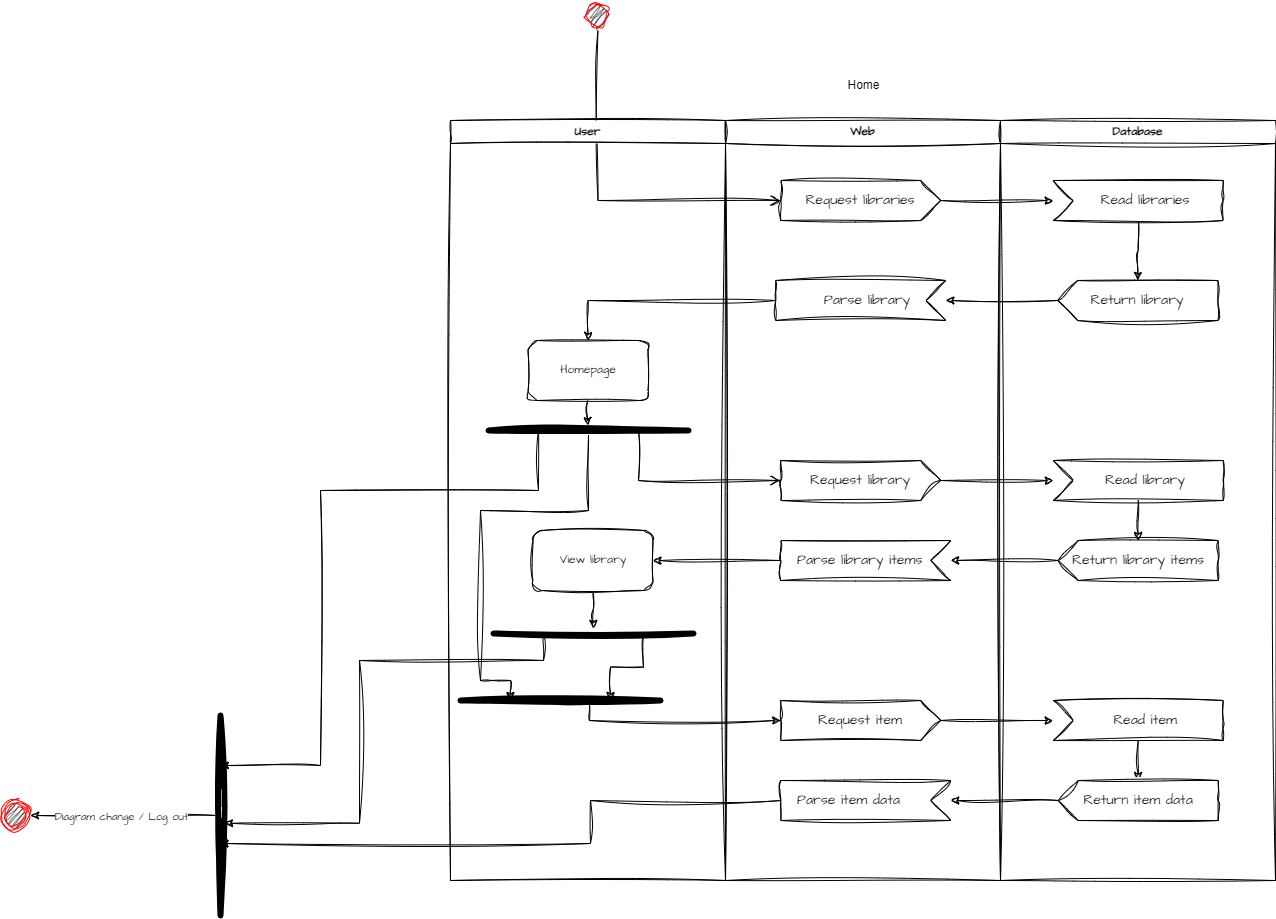 Home
User
Web
Database
Request libraries
Read libraries
Parse library
Return library
Homepage
Request library
Read library
View library
Parse library items
Return library items
Request item
Read item
Parse item data
Return item data
Diagram change / Log out